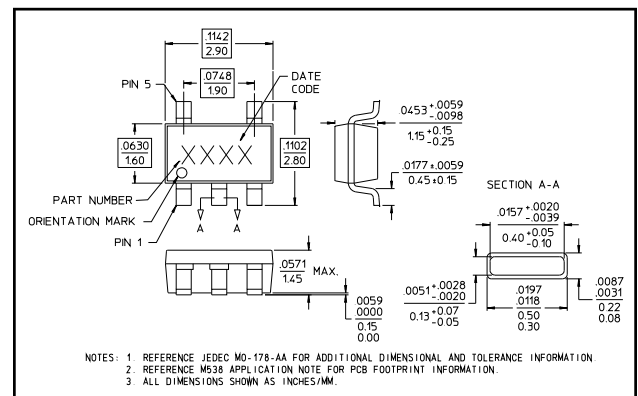 .1142
2.90
PIN 5
.0748
1.90
DATE
CODE
.0453 +.0059
-.0098
1.15 +0.15
-0.25
.0630
1.60
XXXX
.1102
2.80
.0177 ±.0059
0.45 ±0.15
PART NUMBER
ORIENTATION MARK
PIN 1
A A
SECTION A-A
.0157 +.0020
-.0039
0.40 +0.05
-0.10
.0571
1.45
MAX.
.0059
.0000
0.15
0.00
.0051 +.0028
-.0020
0.13 +0.07
-0.05
.0197
.0118
0.50
0.30
.0087
.0031
0.22
0.08
NOTES: 1. REFERENCE JEDEC MO-178-AA FOR ADDITIONAL DIMENSIONAL AND TOLERANCE INFORMATION.
2. REFERENCE M538 APPLICATION NOTE FOR PCB FOOTPRINT INFORMATION.
3. ALL DIMENSIONS SHOWN AS INCHES/MM.